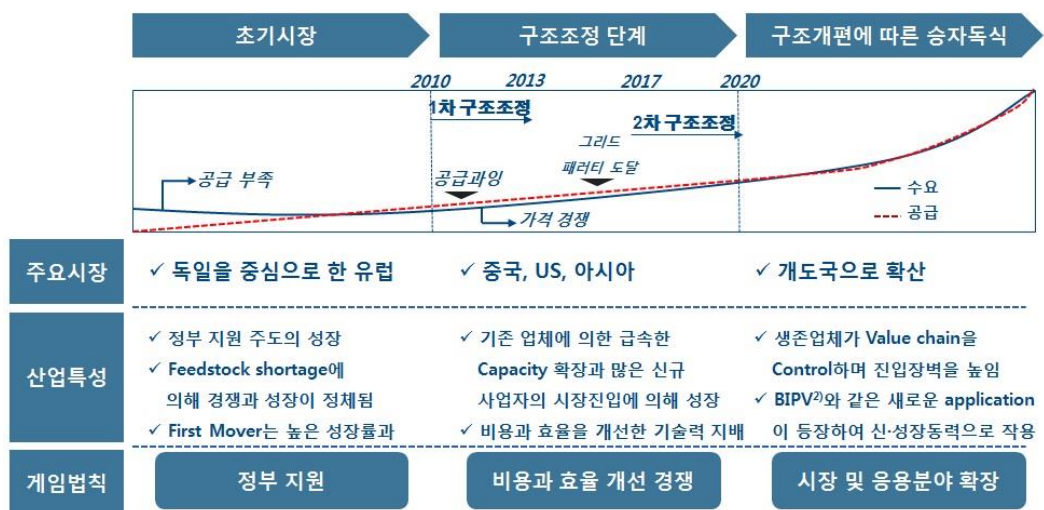 초기시장
구조조정 단계
구조개편에 따른 승자독식
2010
2013
2017
2020
1차 구조조정
2차 구조조정
그리드
패러티 도달
공급 부족
공급과잉
가격 경쟁
수요
공급
주요시장
✓ 독일을 중심으로 한 유럽
✓ 중국, US, 아시아
✓ 개도국으로 확산
산업특성
✓ 정부 지원 주도의 성장
✓ Feedstock shortage에
의해 경쟁과 성장이 정체됨
✓ First Mover는 높은 성장률과
✓ 기존 업체에 의한 급속한
Capacity 확장과 많은 신규
사업자의 시장진입에 의해 성장
✓ 비용과 효율을 개선한 기술력 지배
✓ 생존업체가 Value chain을
Control하며 진입장벽을 높임
✓ BIPV²⁾와 같은 새로운 application
이 등장하여 신·성장동력으로 작용
게임법칙
정부 지원
비용과 효율 개선 경쟁
시장 및 응용분야 확장